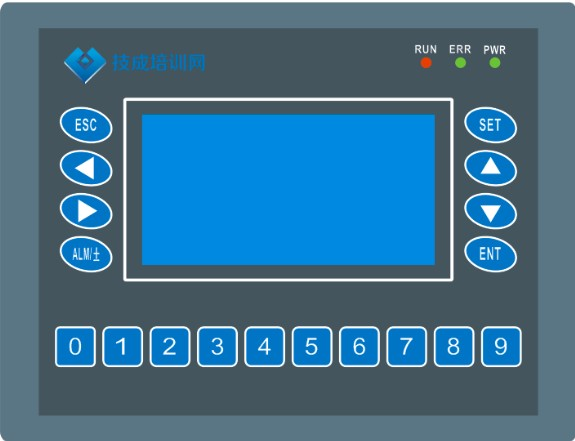 技成培训网
RUN ERR PWR
ESC
SET
ALM/±
ENT
0 1 2 3 4 5 6 7 8 9